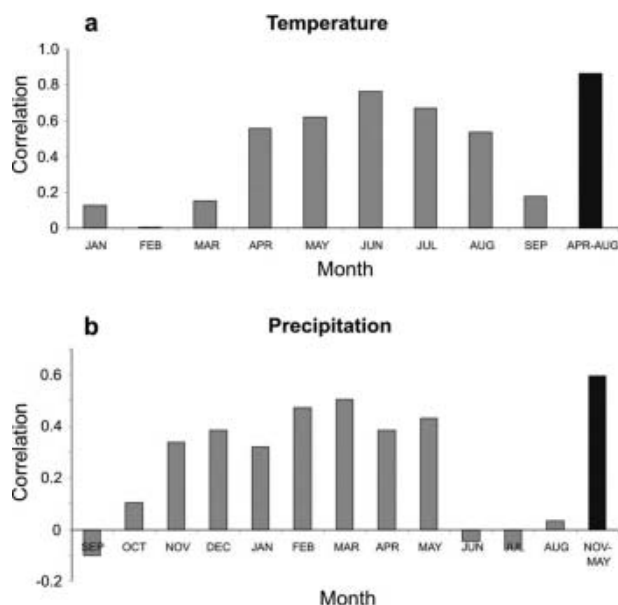 a Temperature
1.0
0.8
0.6
0.4
0.2
0
Correlation
JAN FEB MAR APR MAY JUN JUL AUG SEP APR-AUG
Month
b Precipitation
0.6
0.4
0.2
0
-0.2
Correlation
SEP OCT NOV DEC JAN FEB MAR APR MAY JUN JUL AUG NOV-
MAY
Month